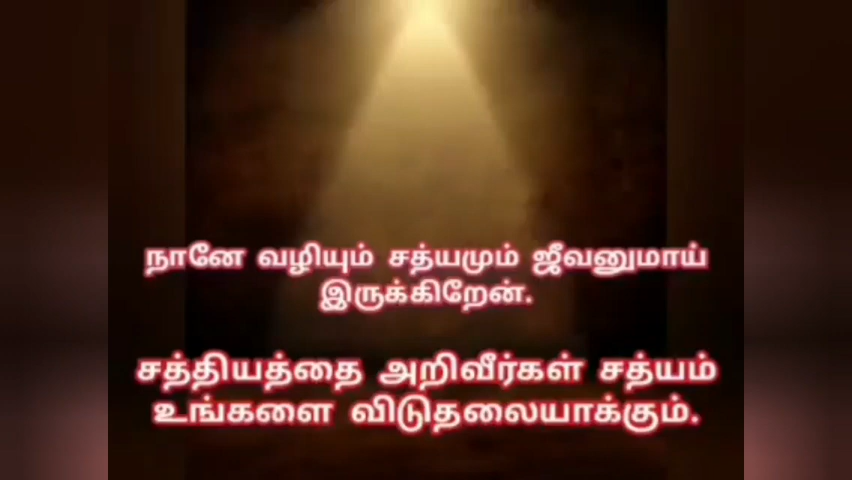 நானே வழியும் சத்யமும் ஜீவனுமாய்
இருக்கிறேன்.
சத்தியத்தை அறிவீர்கள் சத்யம்
உங்களை விடுதலையாக்கும்.